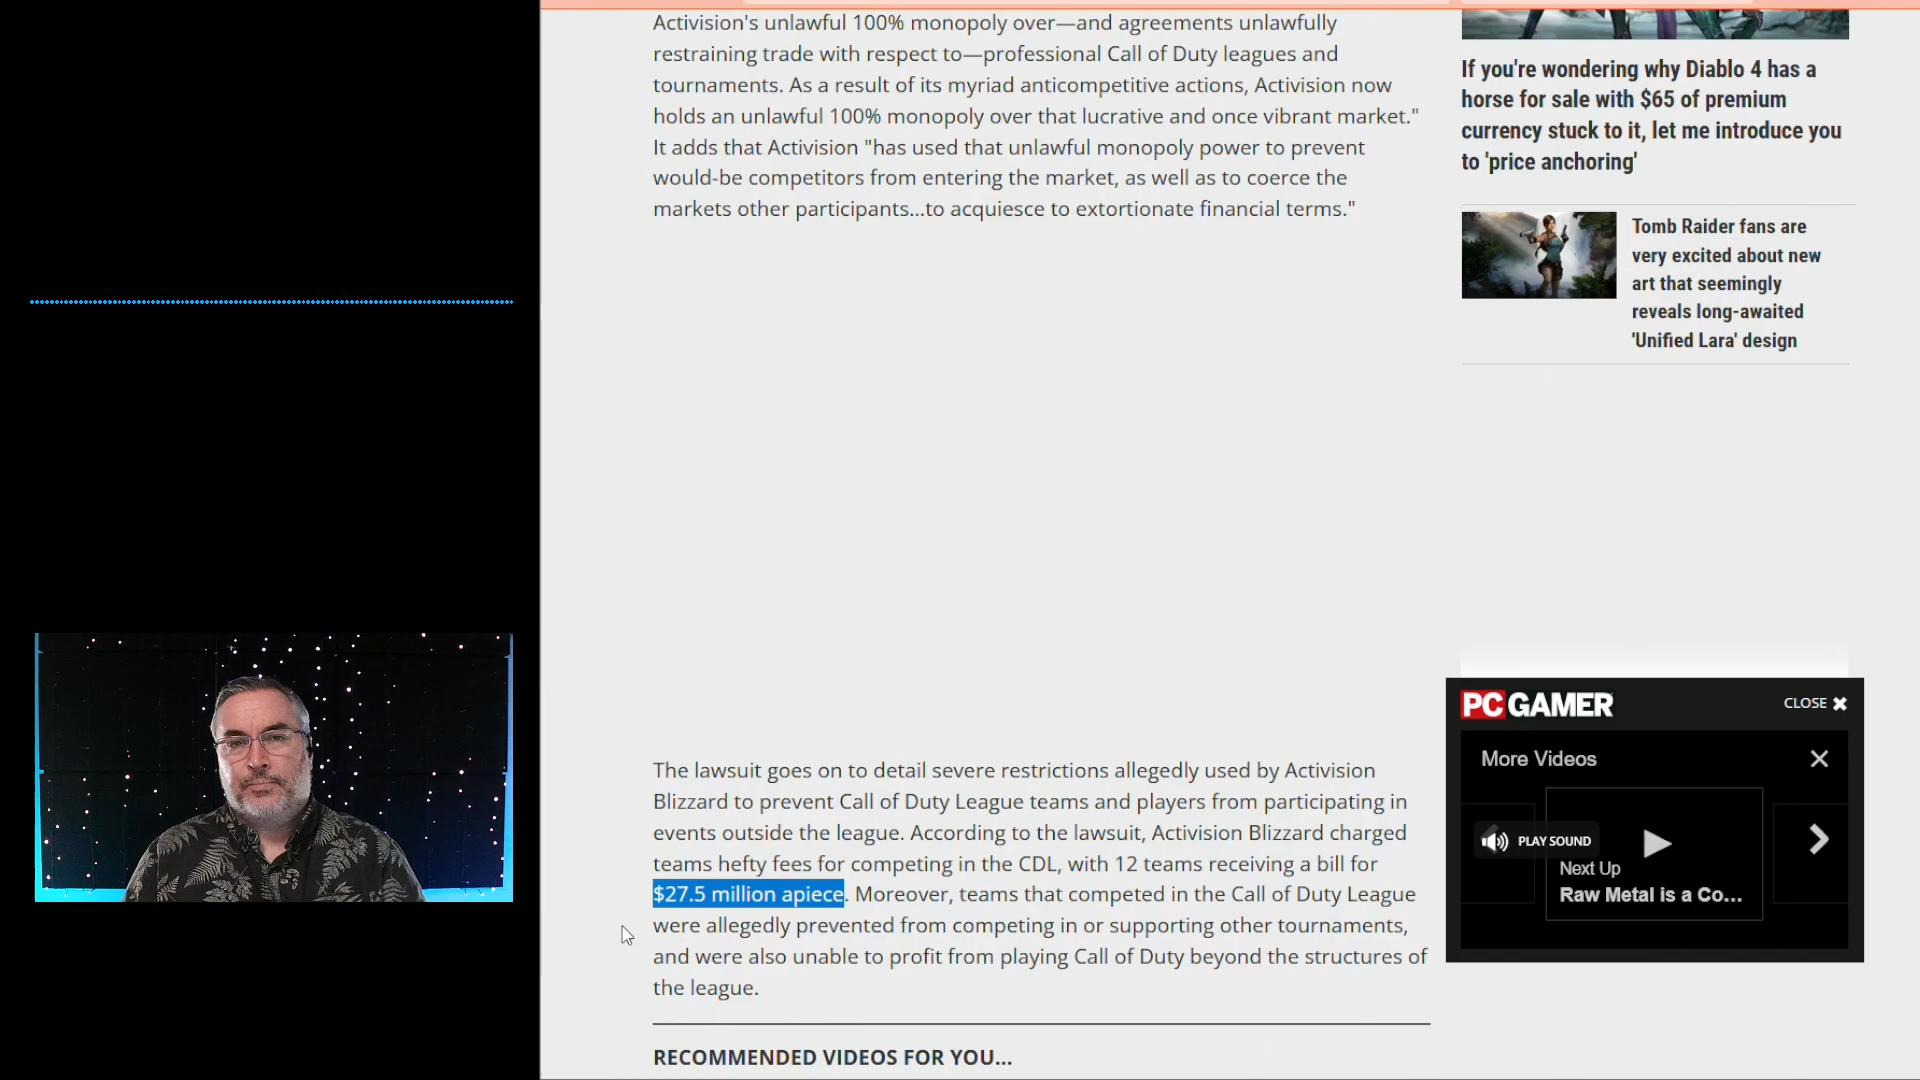 Activision's unlawful 100% monopoly over—and agreements unlawfully
restraining trade with respect to—professional Call of Duty leagues and
tournaments. As a result of its myriad anticompetitive actions, Activision now
holds an unlawful 100% monopoly over that lucrative and once vibrant market."
It adds that Activision "has used that unlawful monopoly power to prevent
would-be competitors from entering the market, as well as to coerce the
markets other participants...to acquiesce to extortionate financial terms."
The lawsuit goes on to detail severe restrictions allegedly used by Activision
Blizzard to prevent Call of Duty League teams and players from participating in
events outside the league. According to the lawsuit, Activision Blizzard charged
teams hefty fees for competing in the CDL, with 12 teams receiving a bill for
$27.5 million apiece. Moreover, teams that competed in the Call of Duty League
were allegedly prevented from competing in or supporting other tournaments,
and were also unable to profit from playing Call of Duty beyond the structures of
the league.
RECOMMENDED VIDEOS FOR YOU...
If you're wondering why Diablo 4 has a
horse for sale with $65 of premium
currency stuck to it, let me introduce you
to 'price anchoring'
Tomb Raider fans are
very excited about new
art that seemingly
reveals long-awaited
'Unified Lara' design
PC GAMER
CLOSE
More Videos
PLAY SOUND
Next Up
Raw Metal is a Co...